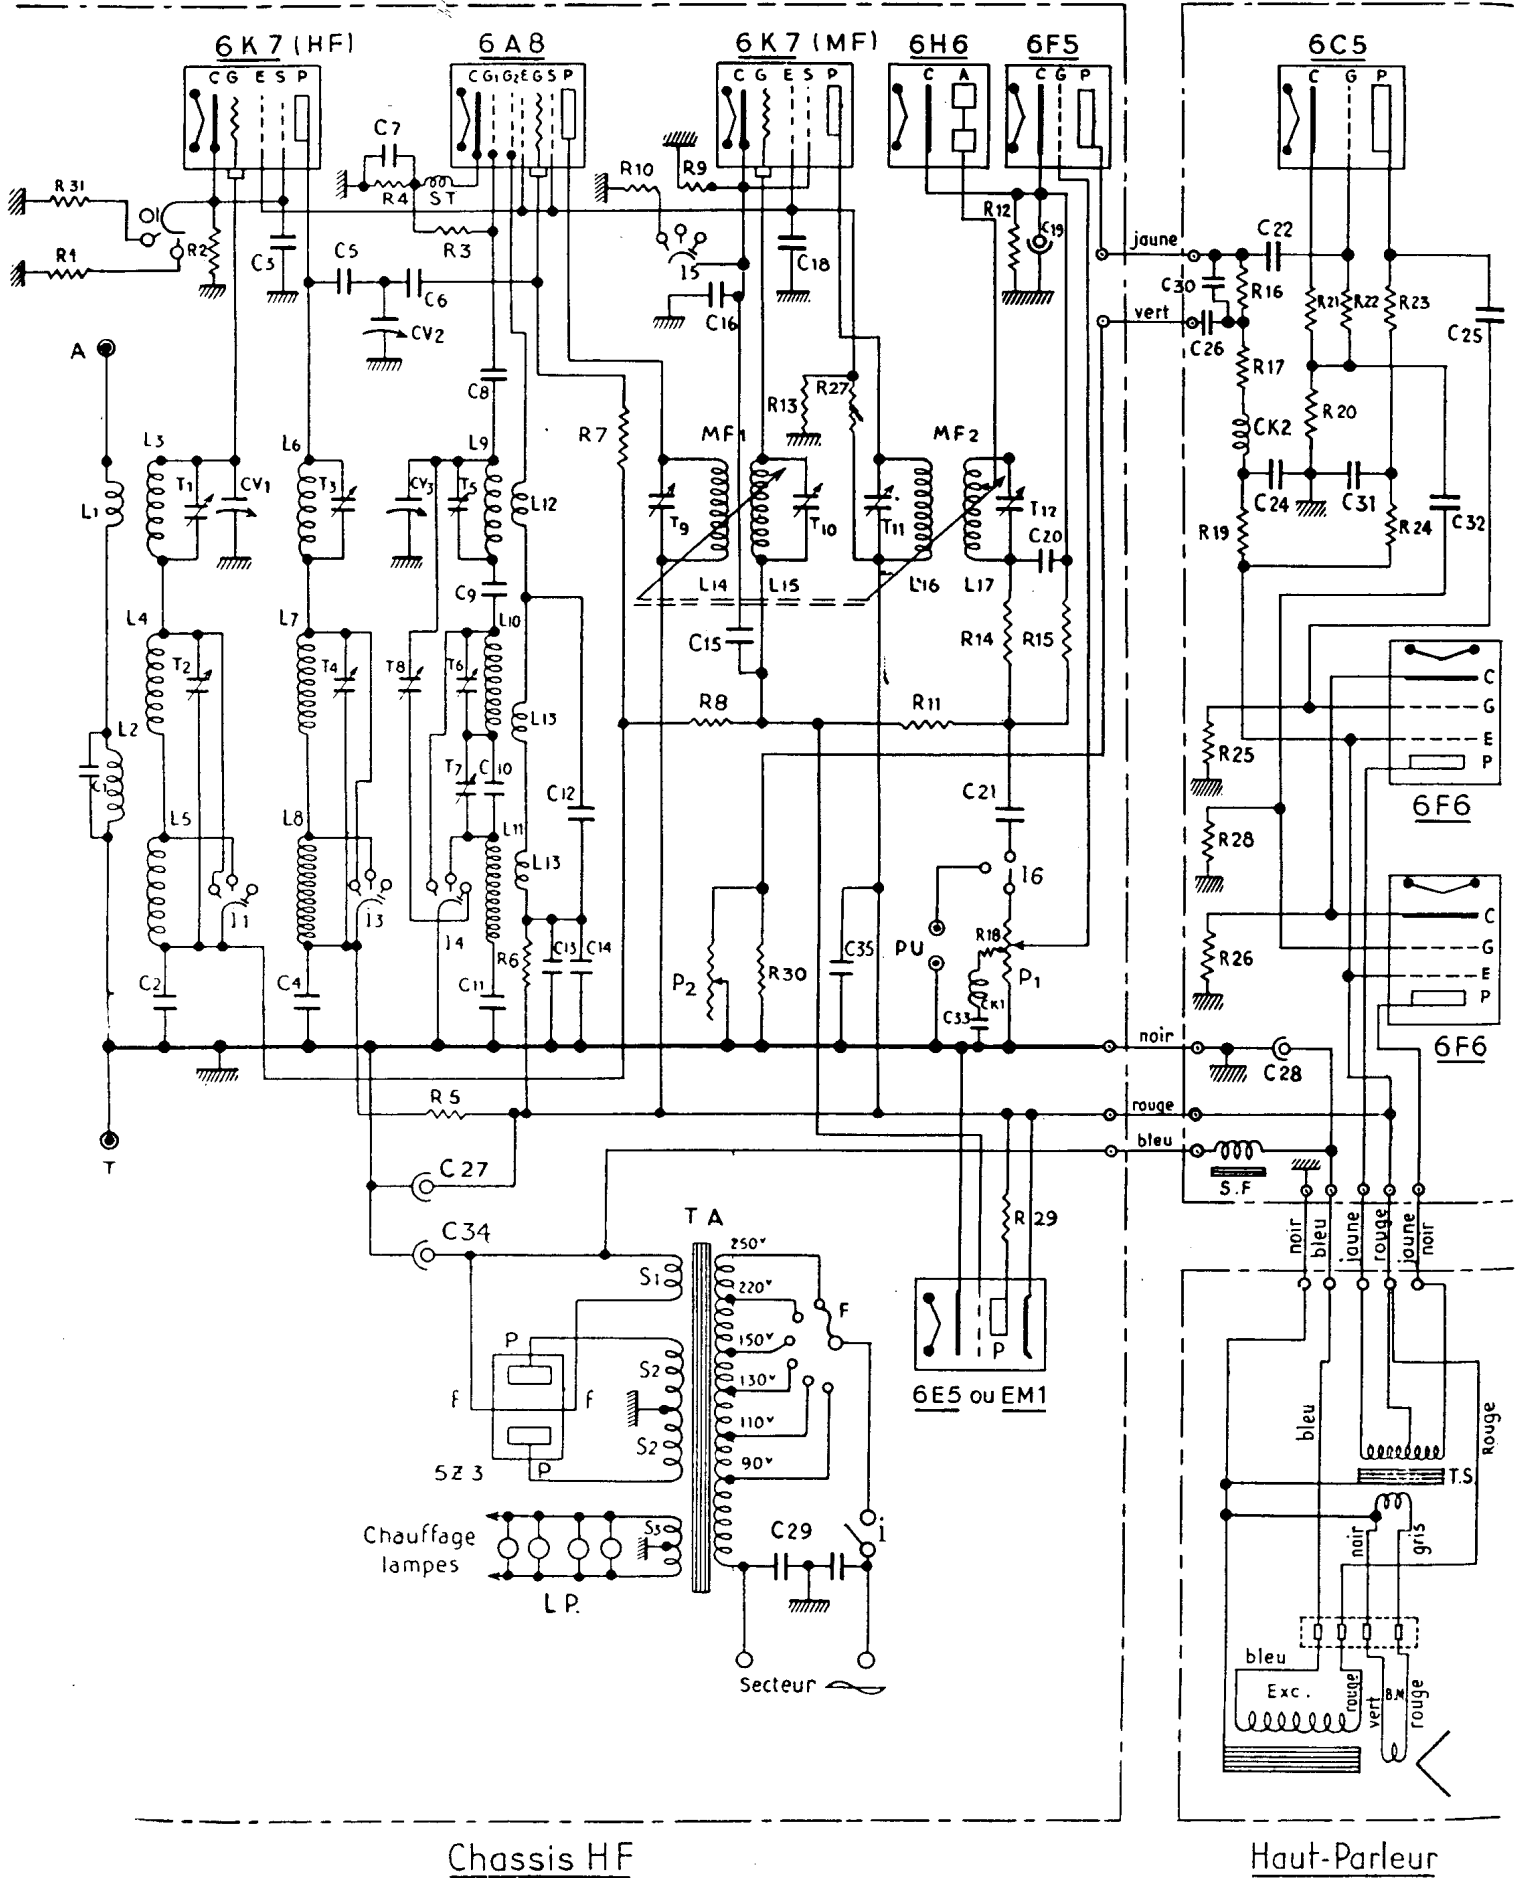 6K7 (HF) 6A8 6K7 (MF) 6H6 6F5 6C5
C G E S P
C G1 G2 E G S P
C G E S P
C A
C G P
C G P
C7 R10 R9
R31 R4 ST R12 C19
O1 R2 C3 R3 I5 C18 jaune C22
R1 C5 C6 C16 C30 R16 R21 R22 R23
CV2 vert C26 C25
A C8 R17
R13 R27 R20
R7 MF1 MF2 CK2
L3 L6 L9
L1 T1 CV1 T3 CV3 T5 L12 T9 T10 T11 T12 C24 C31 C32
C20 R19 R24
C9 L14 L15 L16 L17
L4 L7 L10
C15 R14 R15
T2 T4 T8 T6 C
R8 R11 G
L2 L13 E
R25 P
C1 T7 C10 C12 C21 6F6
L5 L8 L11
R28
L13 I6
I1 I3 I4 C
R6 C13 C14 PU R18 G
C2 C4 C11 P2 R30 C35 P1 R26 E
CK1 P
C33
noir C28 6F6
R5 rouge
bleu
T C27 S.F
C34 TA R29 noir bleu jaune rouge jaune noir
250v
S1 220v
F
P 150v
S2 P
f f 130v 6E5 ou EM1
110v bleu Rouge
S2
5Z3 P 90v T.S.
Chauffage lampes
S3 C29 i noir gris
L P.
bleu
Secteur Exc. rouge vert B.M rouge
Chassis HF Haut-Parleur